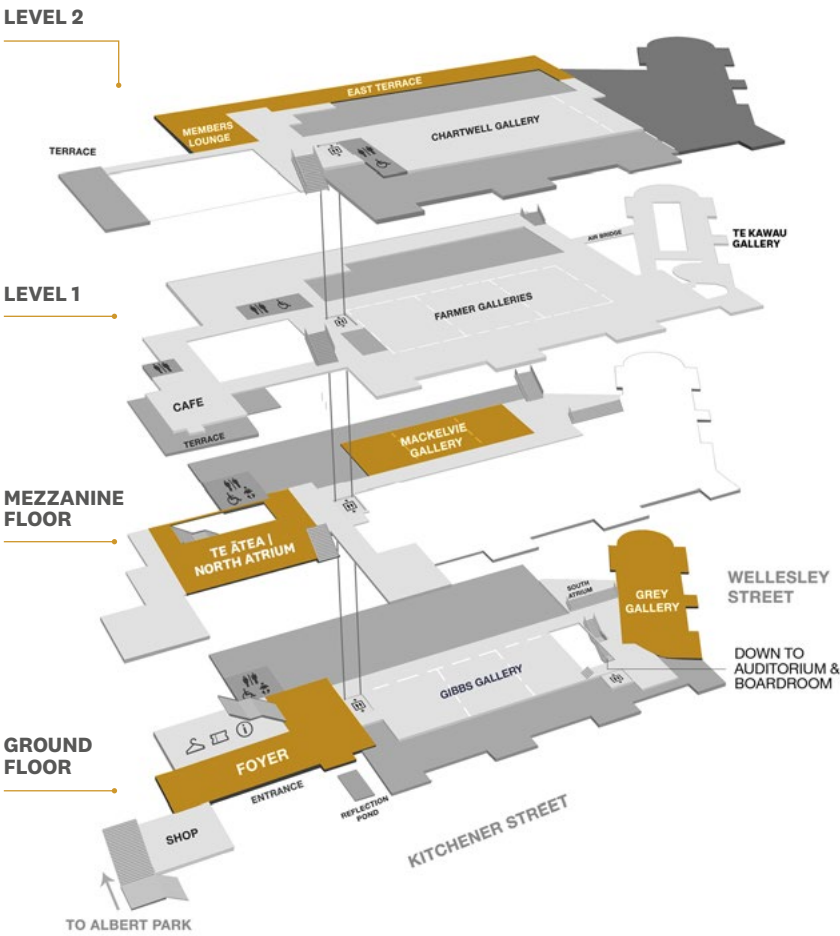 LEVEL 2
EAST TERRACE
MEMBERS
LOUNGE
CHARTWELL GALLERY
TERRACE
AIR BRIDGE
TE KAWAU
GALLERY
LEVEL 1
FARMER GALLERIES
CAFE
TERRACE
MACKELVIE
GALLERY
MEZZANINE
FLOOR
TE ĀTEA |
NORTH ATRIUM
SOUTH
ATRIUM
GREY
GALLERY
WELLESLEY
STREET
GIBBS GALLERY
DOWN TO
AUDITORIUM &
BOARDROOM
GROUND
FLOOR
FOYER
ENTRANCE
REFLECTION
POND
SHOP
KITCHENER STREET
TO ALBERT PARK